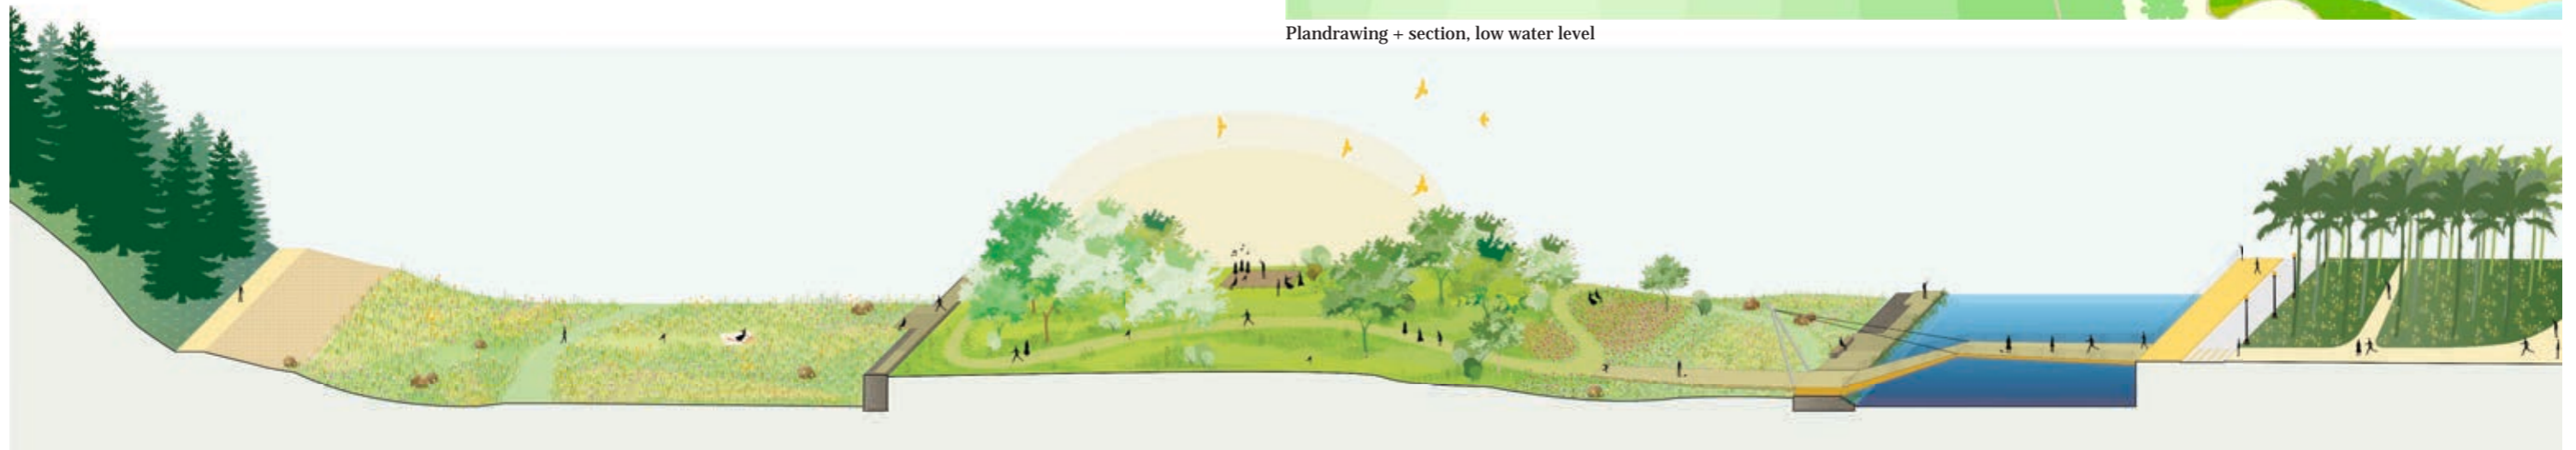 Plandrawing + section, low water level